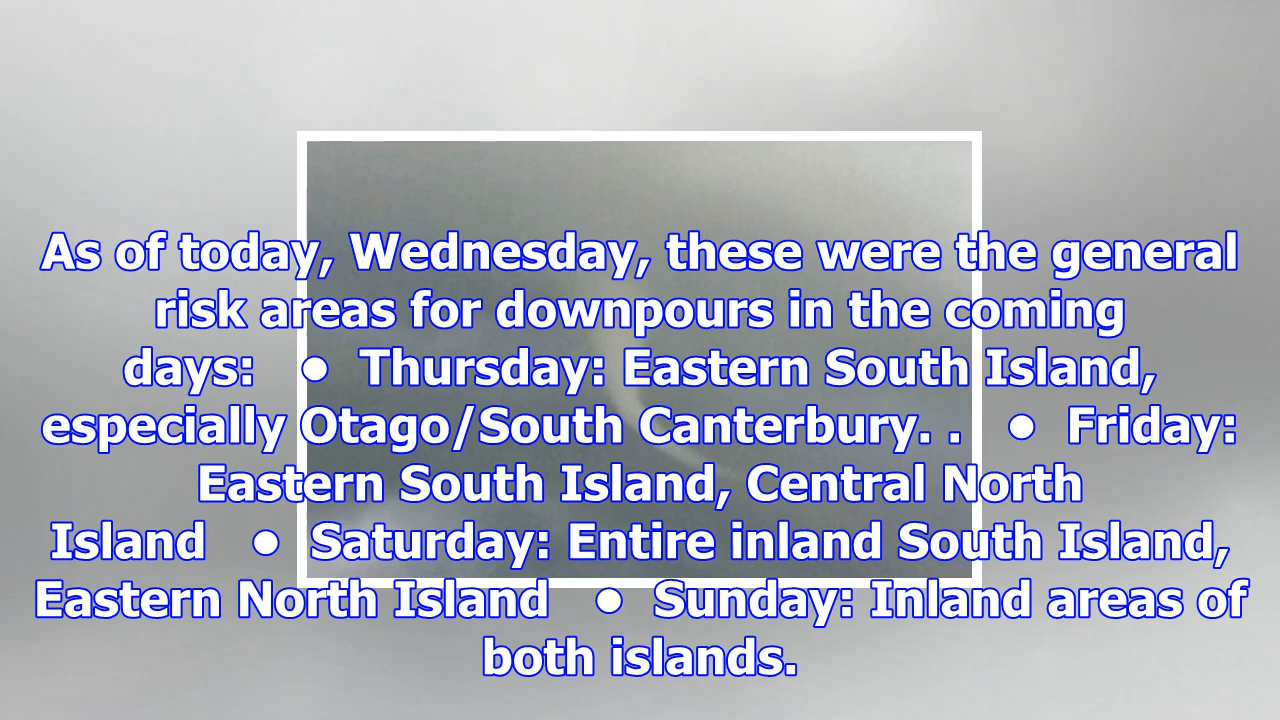 As of today, Wednesday, these were the general
risk areas for downpours in the coming
days:   ●  Thursday: Eastern South Island,
especially Otago/South Canterbury. .   ●  Friday:
Eastern South Island, Central North
Island   ●  Saturday: Entire inland South Island,
Eastern North Island   ●  Sunday: Inland areas of
both islands.